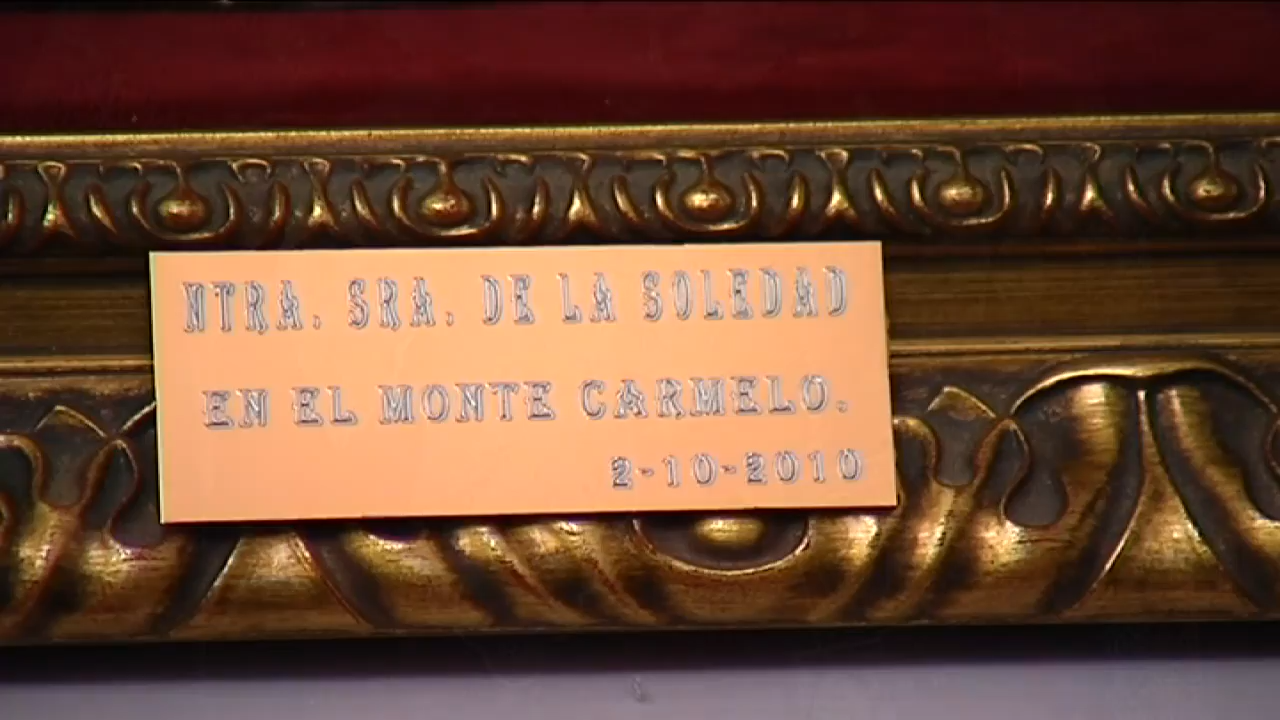 NTRA. SRA. DE LA SOLEDAD
EN EL MONTE CARMELO.
2-10-2010